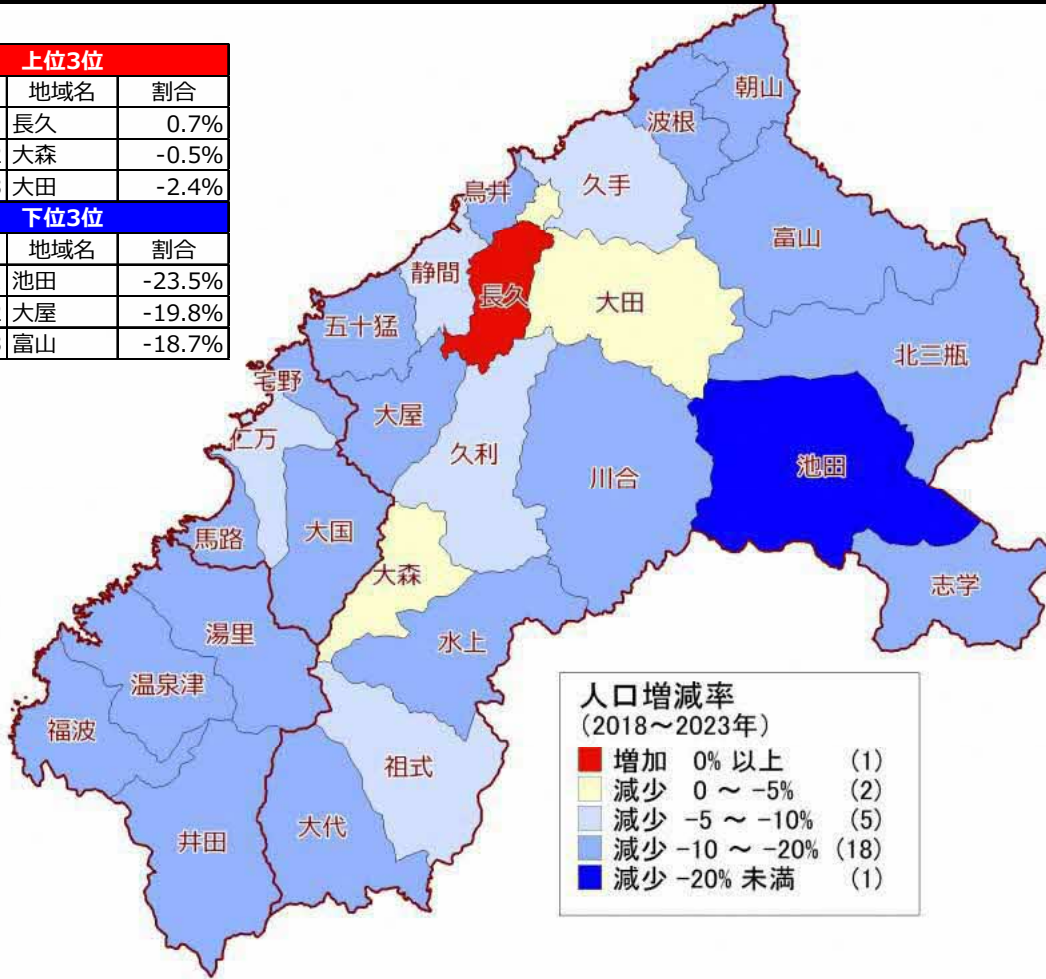 上位3位
地域名 割合
長久 0.7%
大森 -0.5%
大田 -2.4%
下位3位
地域名 割合
池田 -23.5%
大屋 -19.8%
富山 -18.7%
朝山
波根
久手
鳥井
富山
静間
長久
大田
五十猛
北三瓶
宅野
大屋
仁万
久利
川合
池田
馬路
大国
大森
志学
湯里
水上
温泉津
福波
祖式
大代
井田
人口増減率
(2018～2023年)
増加 0% 以上 (1)
減少 0 ～ -5% (2)
減少 -5 ～ -10% (5)
減少 -10 ～ -20% (18)
減少 -20% 未満 (1)